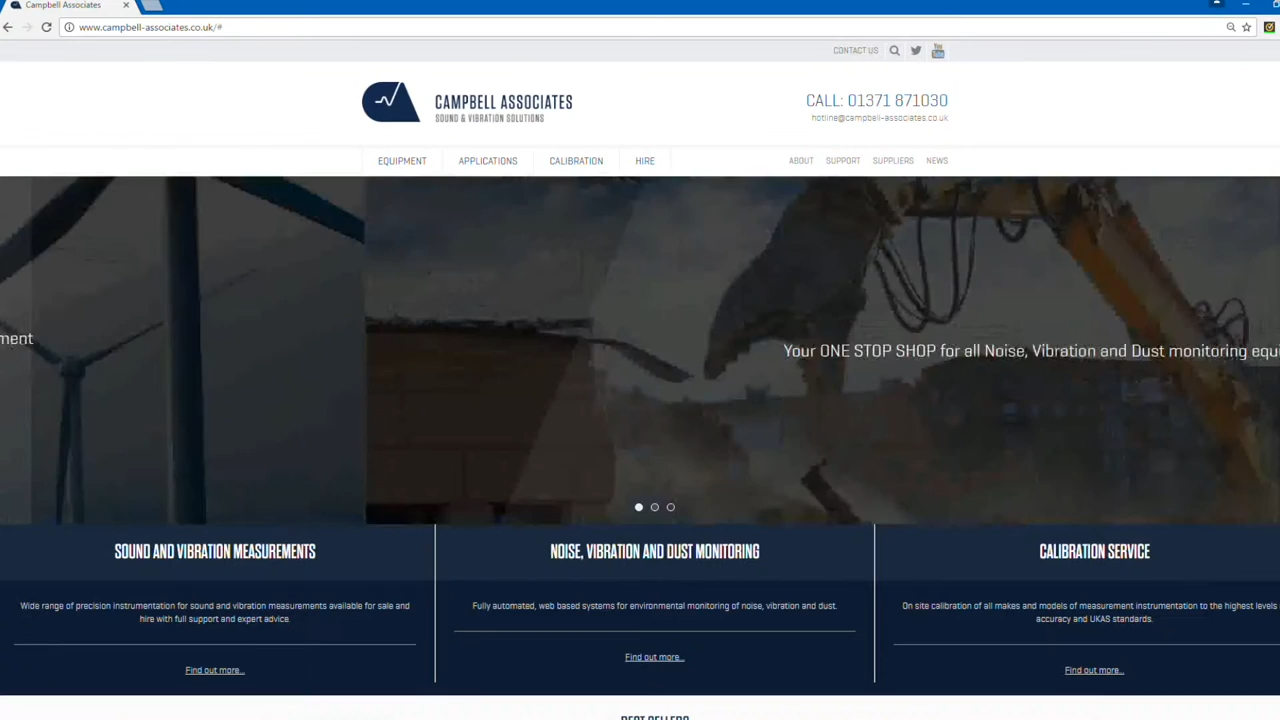 Campbell Associates
www.campbell-associates.co.uk/#
CONTACT US
You
Tube
CAMPBELL ASSOCIATES
SOUND & VIBRATION SOLUTIONS
CALL: 01371 871030
hotline@campbell-associates.co.uk
EQUIPMENT APPLICATIONS CALIBRATION HIRE
ABOUT SUPPORT SUPPLIERS NEWS
ment
Your ONE STOP SHOP for all Noise, Vibration and Dust monitoring equi
SOUND AND VIBRATION MEASUREMENTS
Wide range of precision instrumentation for sound and vibration measurements available for sale and
hire with full support and expert advice.
Find out more...
NOISE, VIBRATION AND DUST MONITORING
Fully automated, web based systems for environmental monitoring of noise, vibration and dust.
Find out more...
CALIBRATION SERVICE
On site calibration of all makes and models of measurement instrumentation to the highest levels
accuracy and UKAS standards.
Find out more...
BEST SELLERS